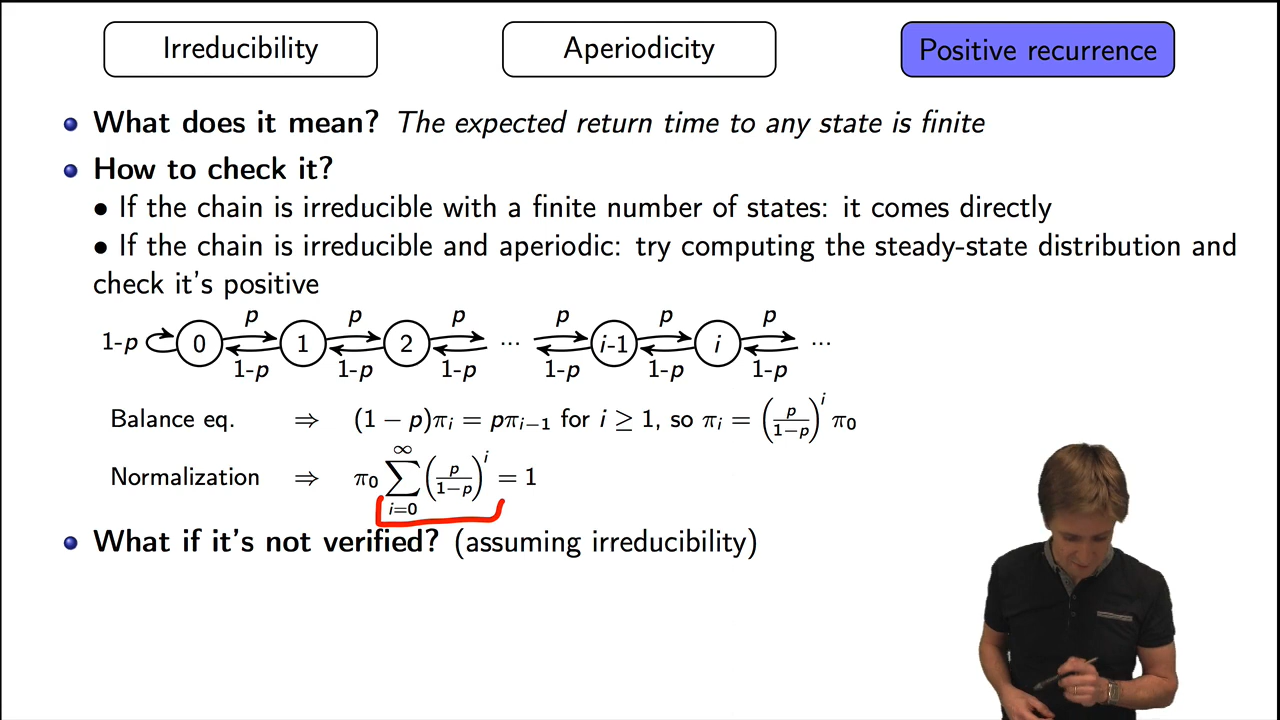 Irreducibility Aperiodicity Positive recurrence
What does it mean? The expected return time to any state is finite
How to check it?
• If the chain is irreducible with a finite number of states: it comes directly
• If the chain is irreducible and aperiodic: try computing the steady-state distribution and
check it's positive
p p p p p p
1-p 0 1 2 ... i-1 i ...
1-p 1-p 1-p 1-p 1-p 1-p
Balance eq. ⇒ (1 − p)πᵢ = pπᵢ₋₁ for i ≥ 1, so πᵢ = (p/(1−p))ⁱ π₀
Normalization ⇒ π₀ ∑_{i=0}^{∞} (p/(1−p))ⁱ = 1
What if it's not verified? (assuming irreducibility)